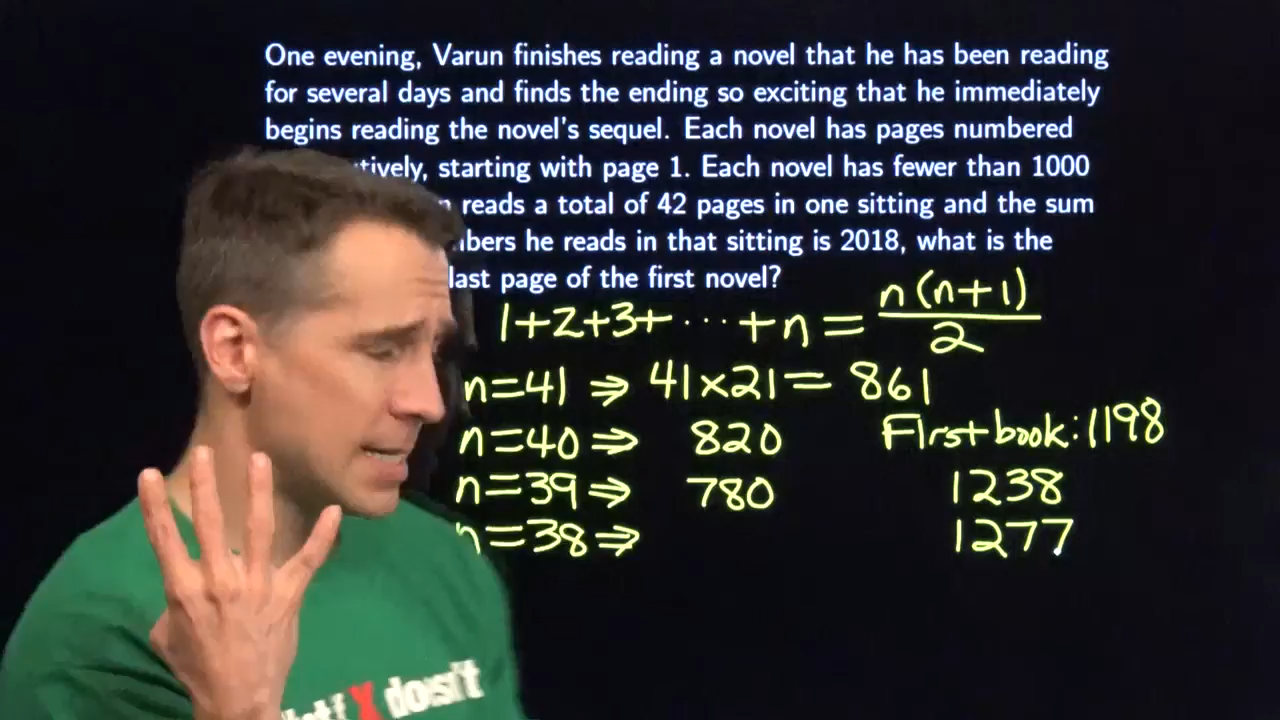 One evening, Varun finishes reading a novel that he has been reading
for several days and finds the ending so exciting that he immediately
begins reading the novel's sequel. Each novel has pages numbered
starting with page 1. Each novel has fewer than 1000
reads a total of 42 pages in one sitting and the sum
he reads in that sitting is 2018, what is the
last page of the first novel?
1+2+3+ ··· +n = n(n+1)/2
n=41 ⇒ 41×21= 861
First book: 1198
n=40 ⇒ 820
1238
n=39 ⇒ 780
1277
n=38 ⇒
X doesn't